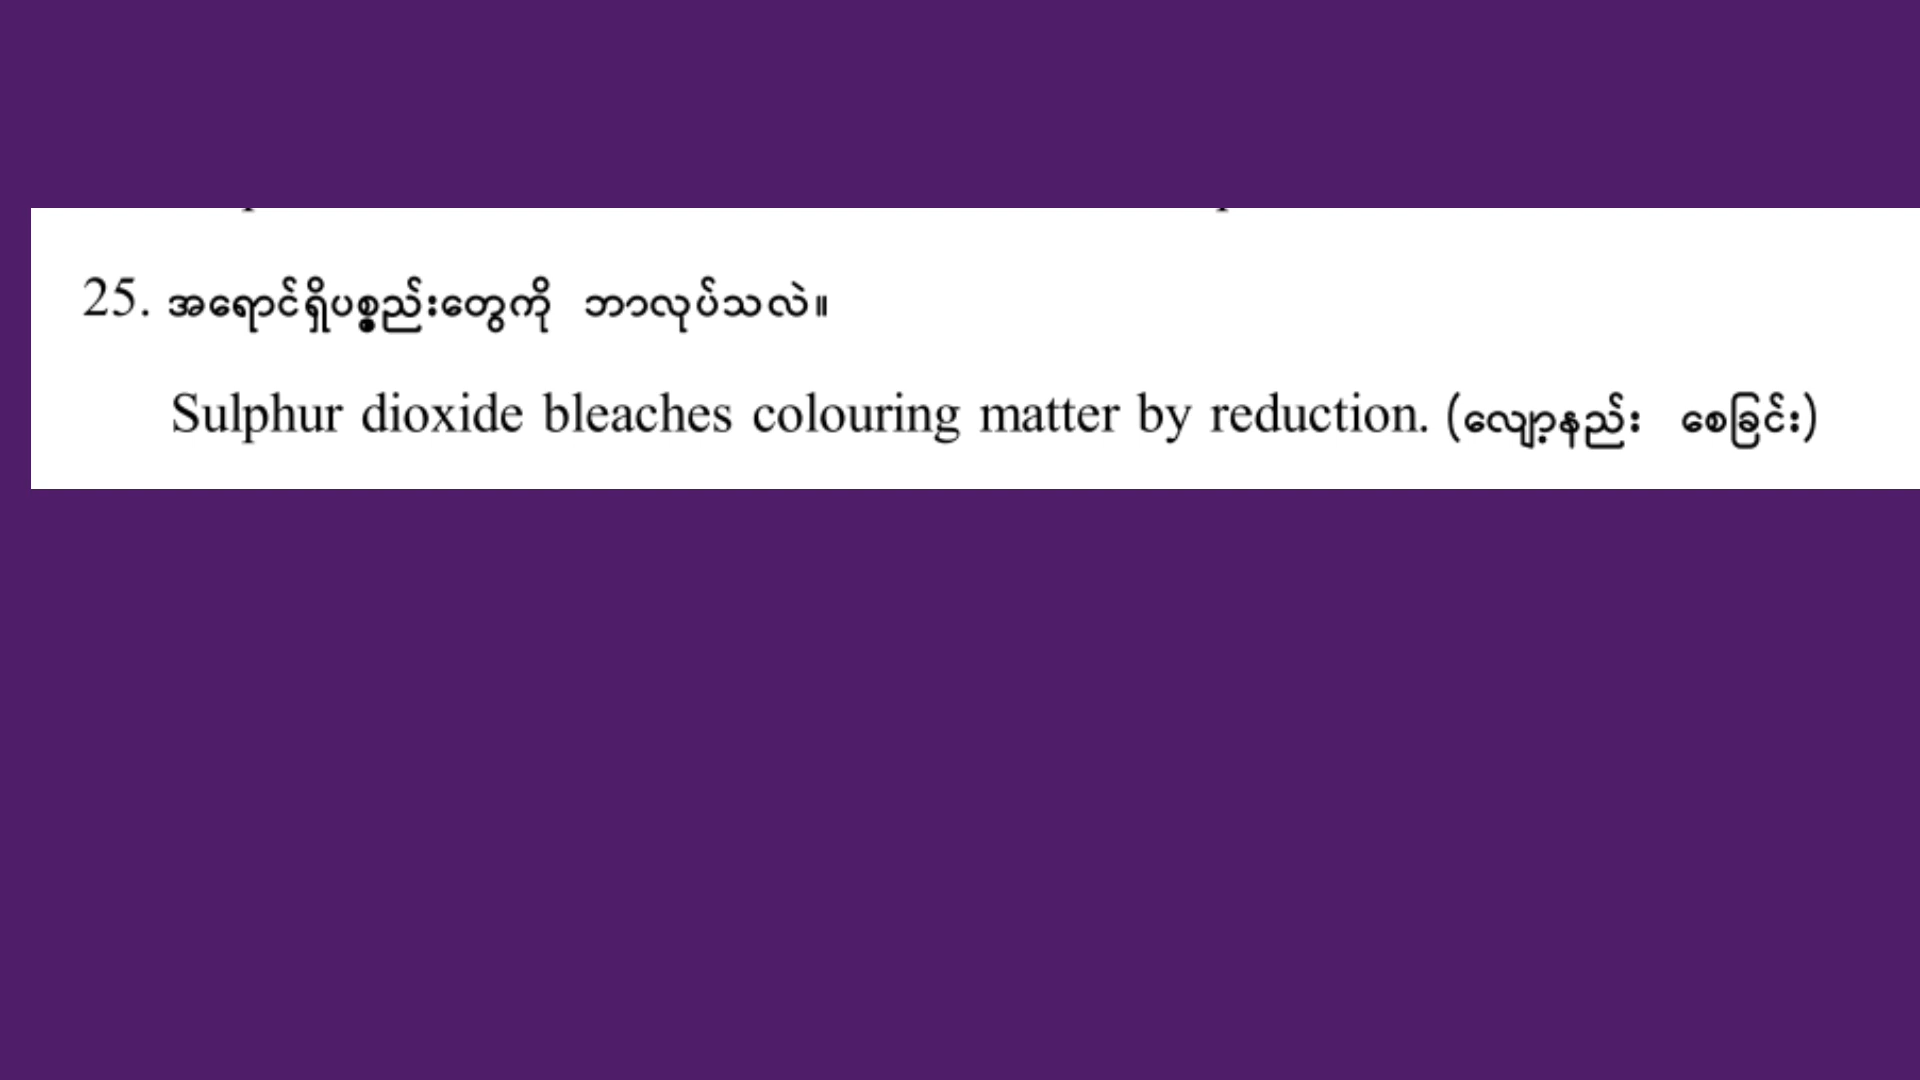 25. အရောင်ရှိပစ္စည်းတွေကို ဘာလုပ်သလဲ။
Sulphur dioxide bleaches colouring matter by reduction. (လျော့နည်း စေခြင်း)